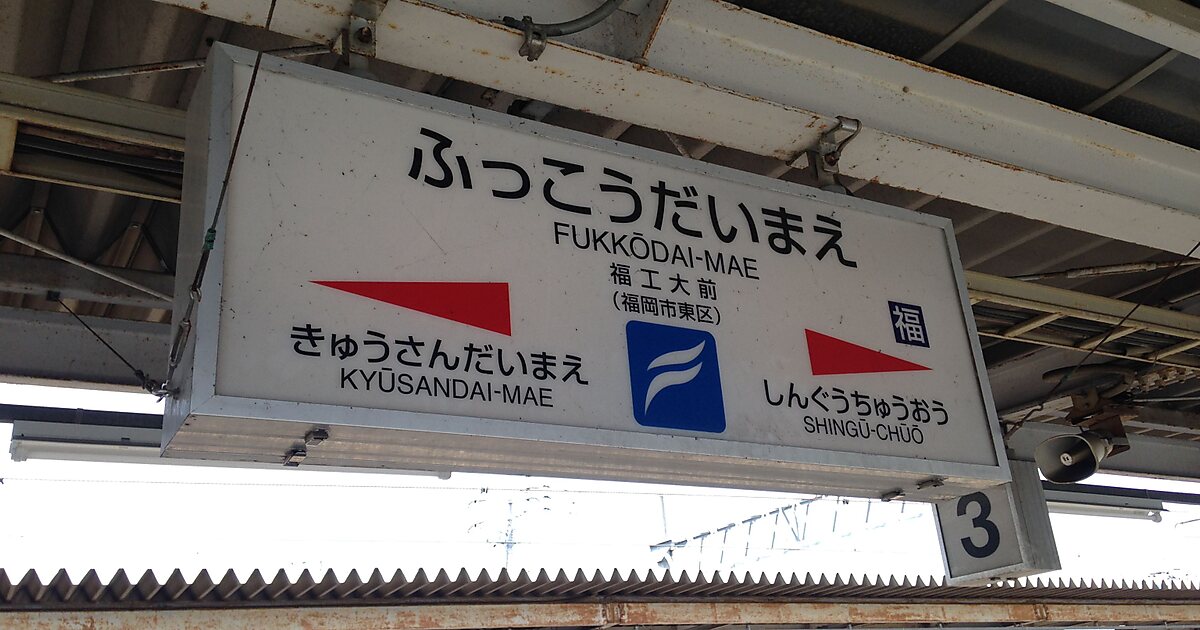 ふっこうだいまえ
FUKKŌDAI-MAE
福工大前
(福岡市東区)
福
きゅうさんだいまえ
KYŪSANDAI-MAE
しんぐうちゅうおう
SHINGŪ-CHŪŌ
3